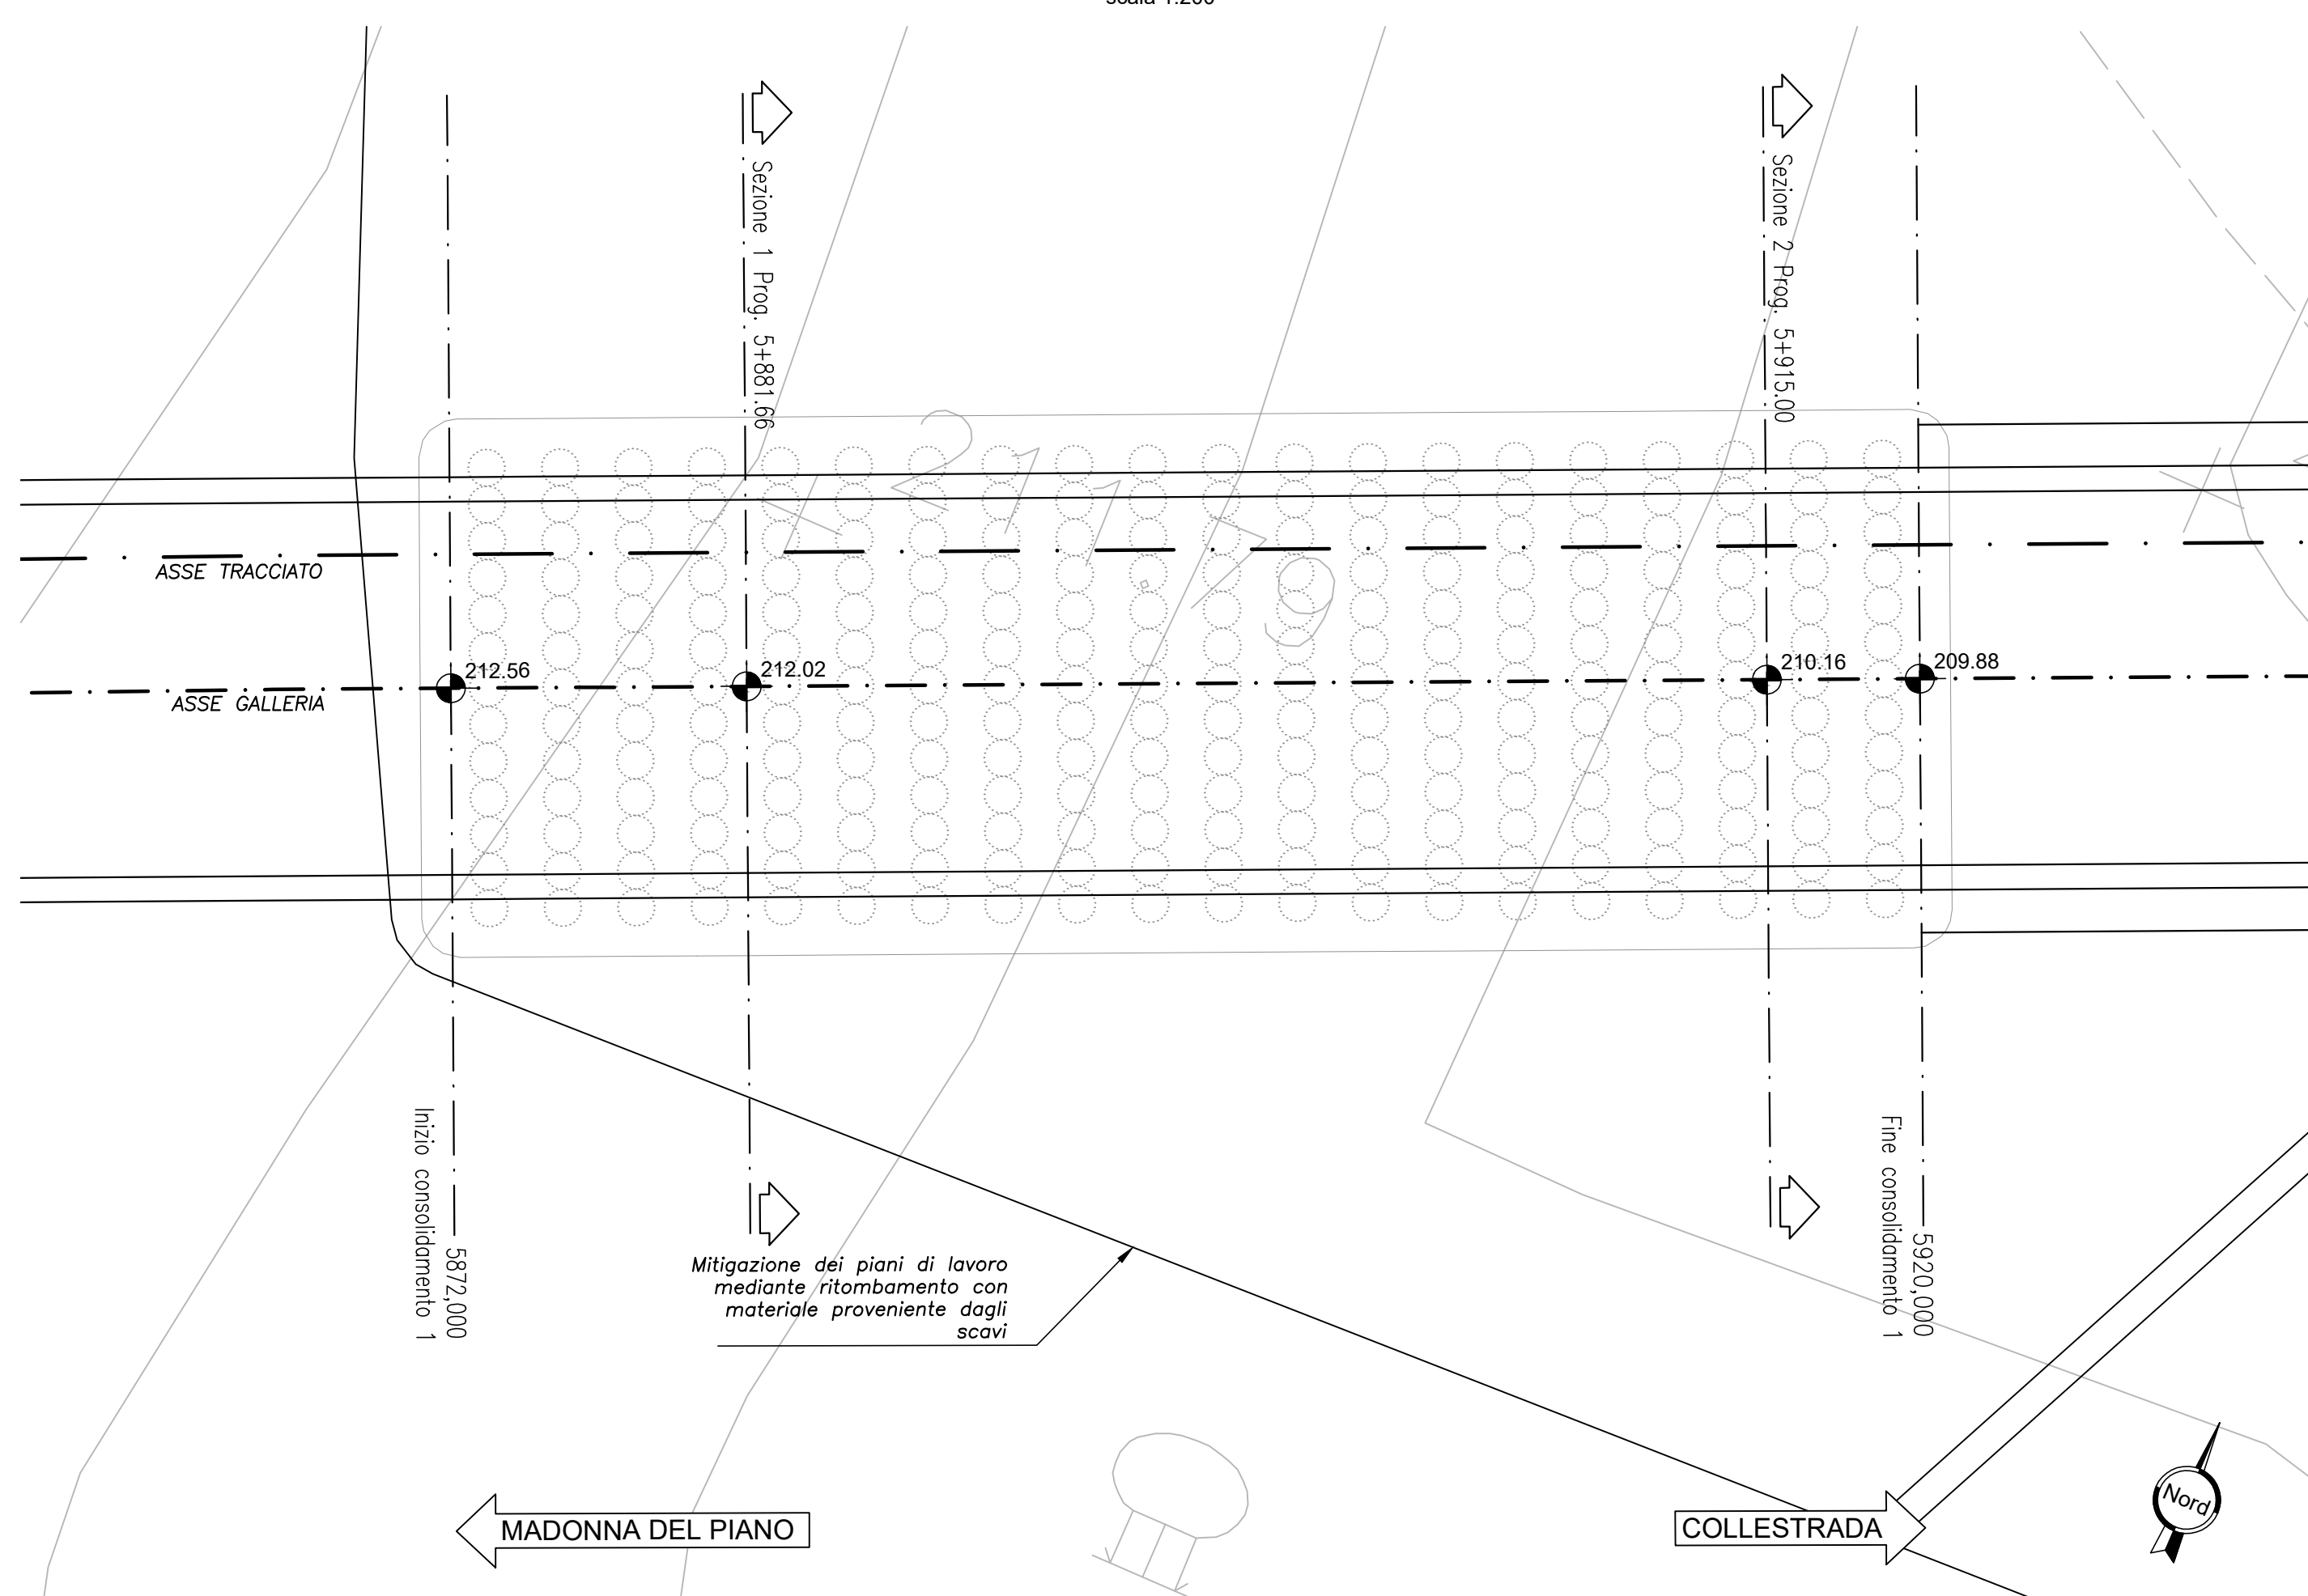 Sezione 1 Prog. 5+881.66
Sezione 2 Prog. 5+915.00
211.79
ASSE TRACCIATO
212.56
212.02
210.16
209.88
ASSE GALLERIA
Inizio consolidamento 1
5872,000
Fine consolidamento 1
5920,000
Mitigazione dei piani di lavoro
mediante ritombamento con
materiale proveniente dagli
scavi
MADONNA DEL PIANO
COLLESTRADA
Nord